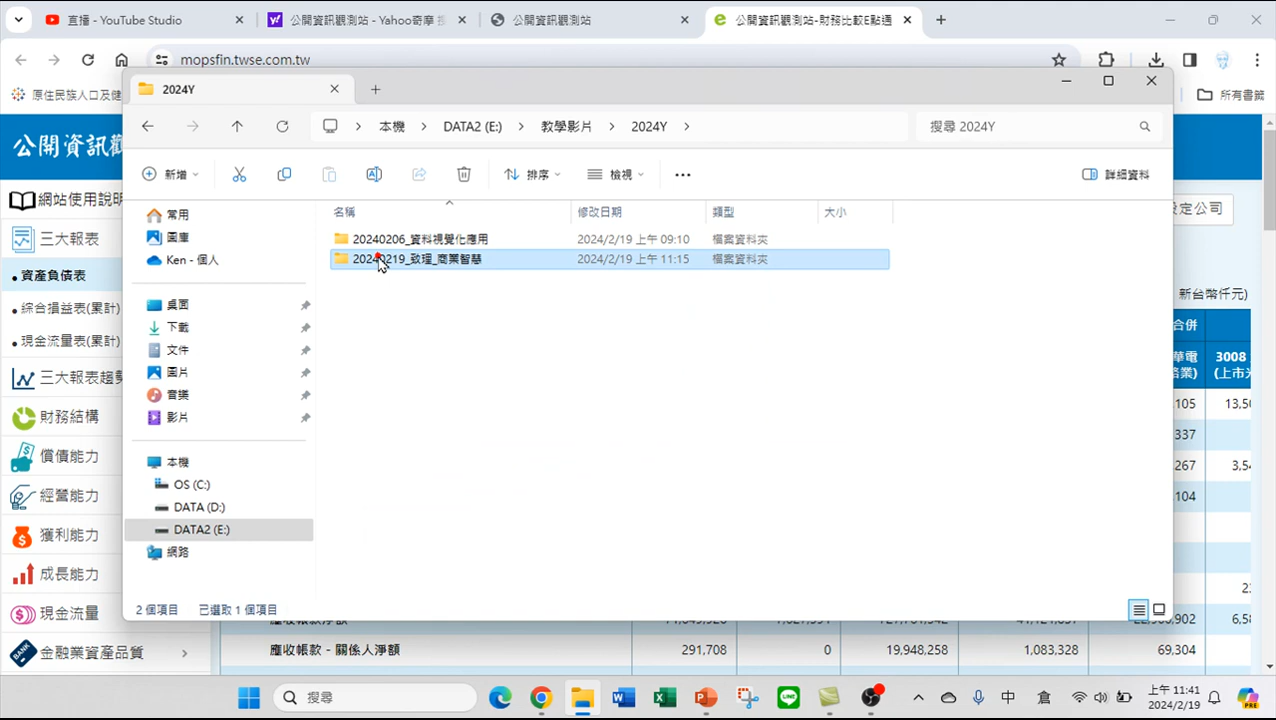 直播 - YouTube Studio
公開資訊觀測站 - Yahoo奇摩
公開資訊觀測站
公開資訊觀測站-財務比較E點通
mopsfin.twse.com.tw
原住民族人口及健
所有書籤
公開資訊觀
2024Y
本機 > DATA2 (E:) > 教學影片 > 2024Y >
搜尋 2024Y
新增
排序
檢視
詳細資料
名稱
修改日期
類型
大小
20240206_資料視覺化應用
2024/2/19 上午 09:10
檔案資料夾
20240219_致理_商業智慧
2024/2/19 上午 11:15
檔案資料夾
常用
圖庫
Ken - 個人
桌面
下載
文件
圖片
音樂
影片
本機
OS (C:)
DATA (D:)
DATA2 (E:)
網路
2 個項目
已選取 1 個項目
網站使用說明
三大報表
資產負債表
綜合損益表(累計)
現金流量表(累計)
三大報表趨勢
財務結構
償債能力
經營能力
獲利能力
成長能力
現金流量
金融業資產品質
設定公司
新台幣仟元)
合併
華電
3008
(上市光
105
13,50
337
267
3,54
104
2
6,58
應收帳款 - 關係人淨額
291,708
0
19,948,258
1,083,328
69,304
搜尋
中
倉
上午 11:41
2024/2/19
PRE